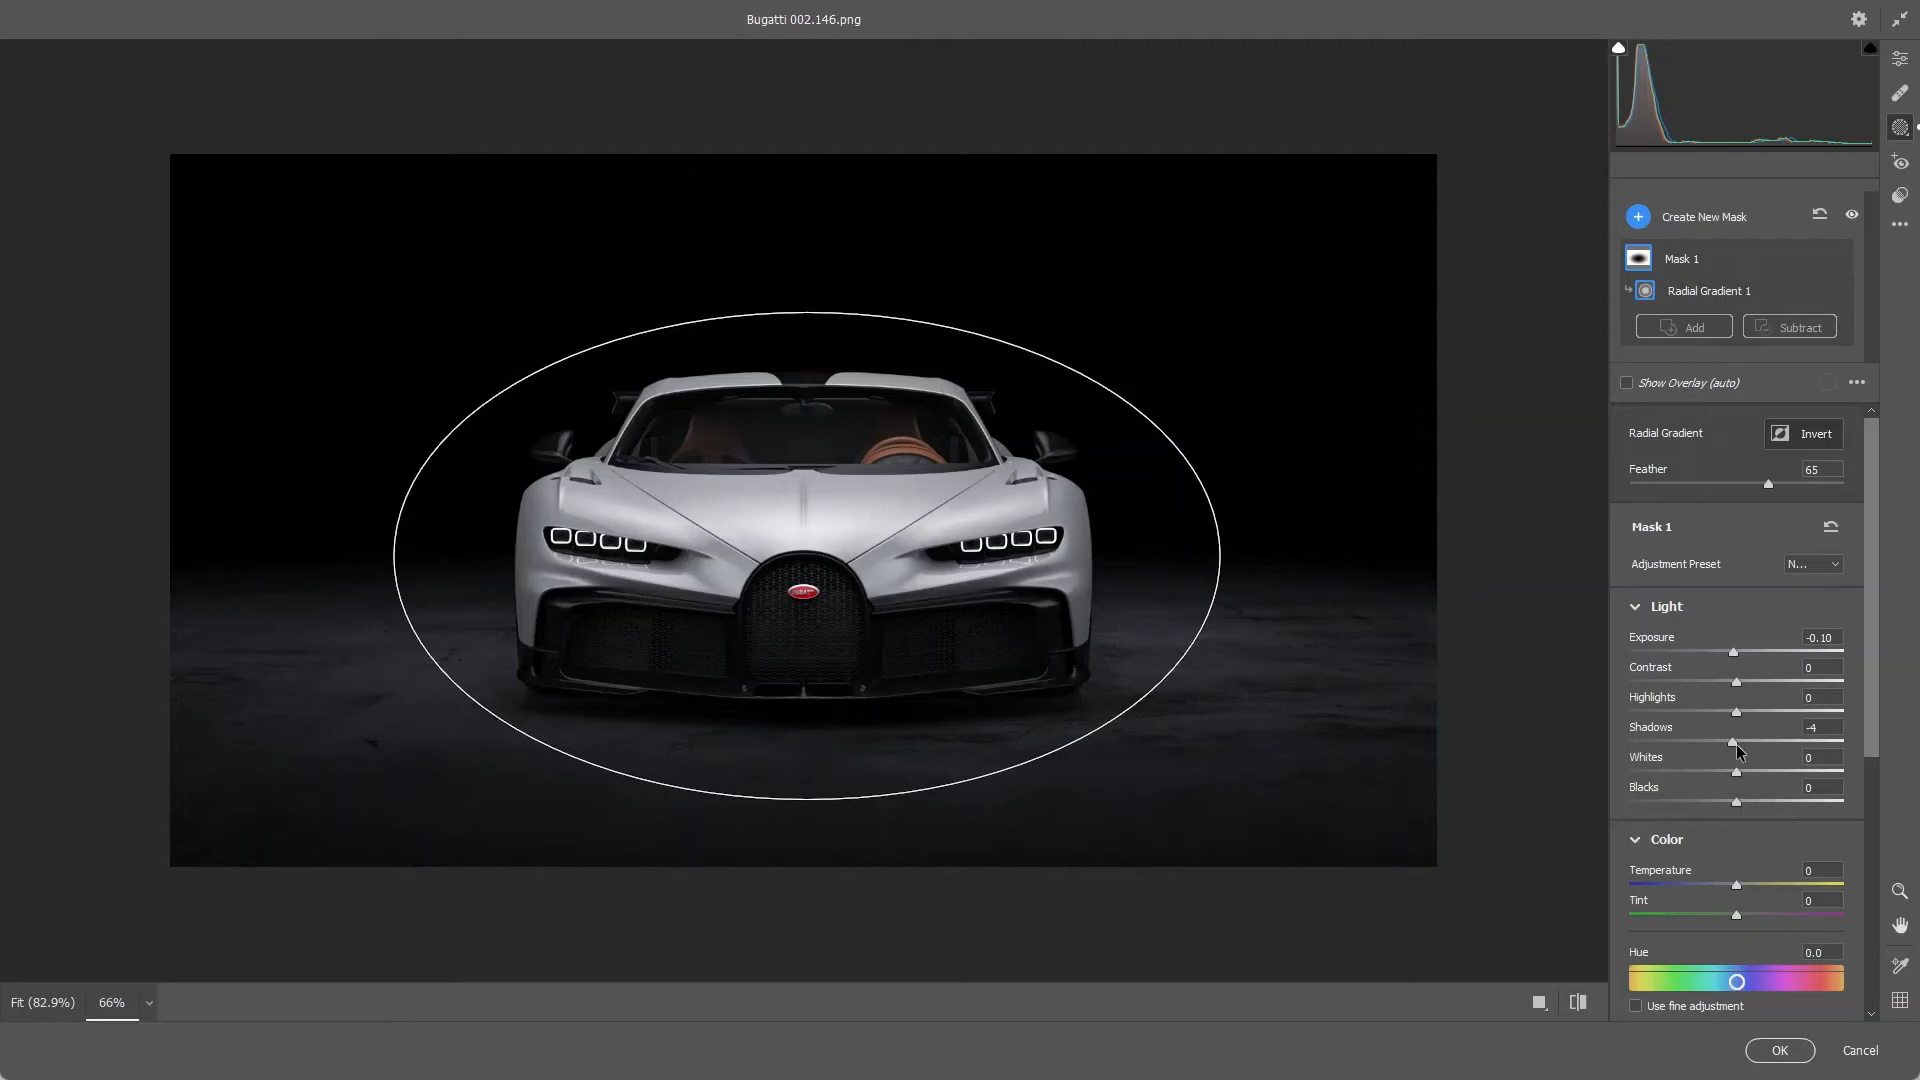 Bugatti 002.146.png
Create New Mask
Mask 1
Radial Gradient 1
Add
Subtract
Show Overlay (auto)
Radial Gradient
Invert
Feather
65
Mask 1
Adjustment Preset
N...
Light
Exposure
-0.10
Contrast
0
Highlights
0
Shadows
-4
Whites
0
Blacks
0
Color
Temperature
0
Tint
0
Hue
0.0
Use fine adjustment
Fit (82.9%)
66%
OK
Cancel